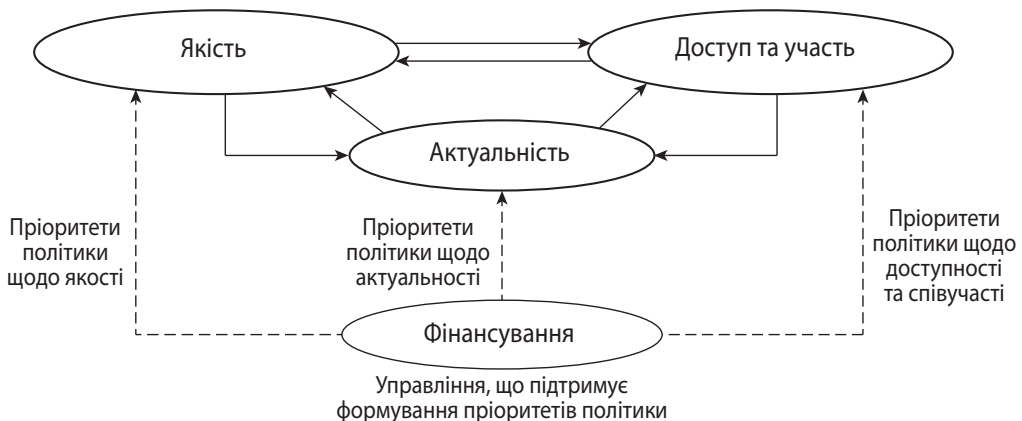 Якість
Доступ та участь
Актуальність
Пріоритети
політики
щодо якості
Пріоритети
політики щодо
актуальності
Пріоритети
політики щодо
доступності
та співучасті
Фінансування
Управління, що підтримує
формування пріоритетів політики